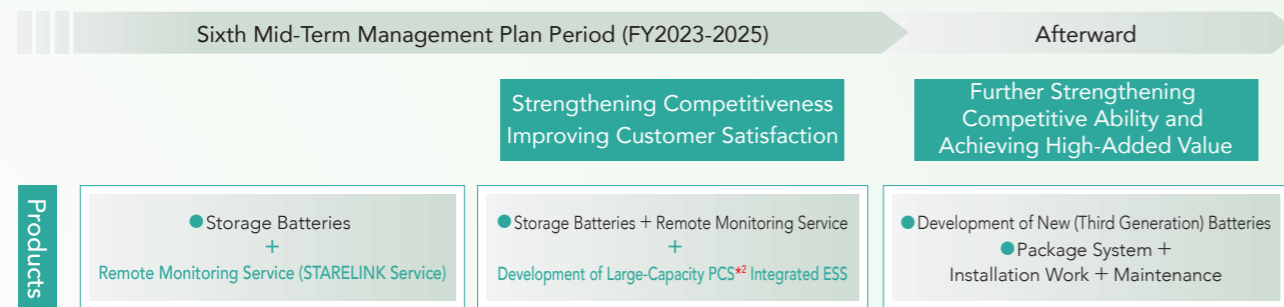 Sixth Mid-Term Management Plan Period (FY2023-2025)
Afterward
Strengthening Competitiveness
Improving Customer Satisfaction
Further Strengthening
Competitive Ability and
Achieving High-Added Value
Products
●Storage Batteries
+
Remote Monitoring Service (STARELINK Service)
●Storage Batteries + Remote Monitoring Service
+
Development of Large-Capacity PCS*2 Integrated ESS
●Development of New (Third Generation) Batteries
●Package System +
Installation Work + Maintenance